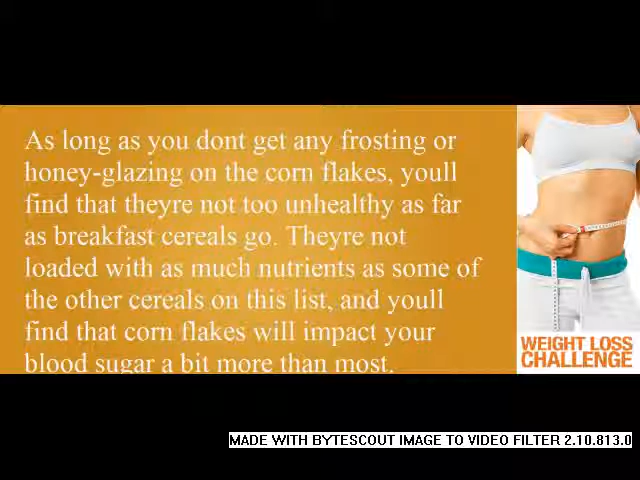 As long as you dont get any frosting or
honey-glazing on the corn flakes, youll
find that theyre not too unhealthy as far
as breakfast cereals go. Theyre not
loaded with as much nutrients as some of
the other cereals on this list, and youll
find that corn flakes will impact your
blood sugar a bit more than most.
WEIGHT LOSS
CHALLENGE
MADE WITH BYTESCOUT IMAGE TO VIDEO FILTER 2.10.813.0